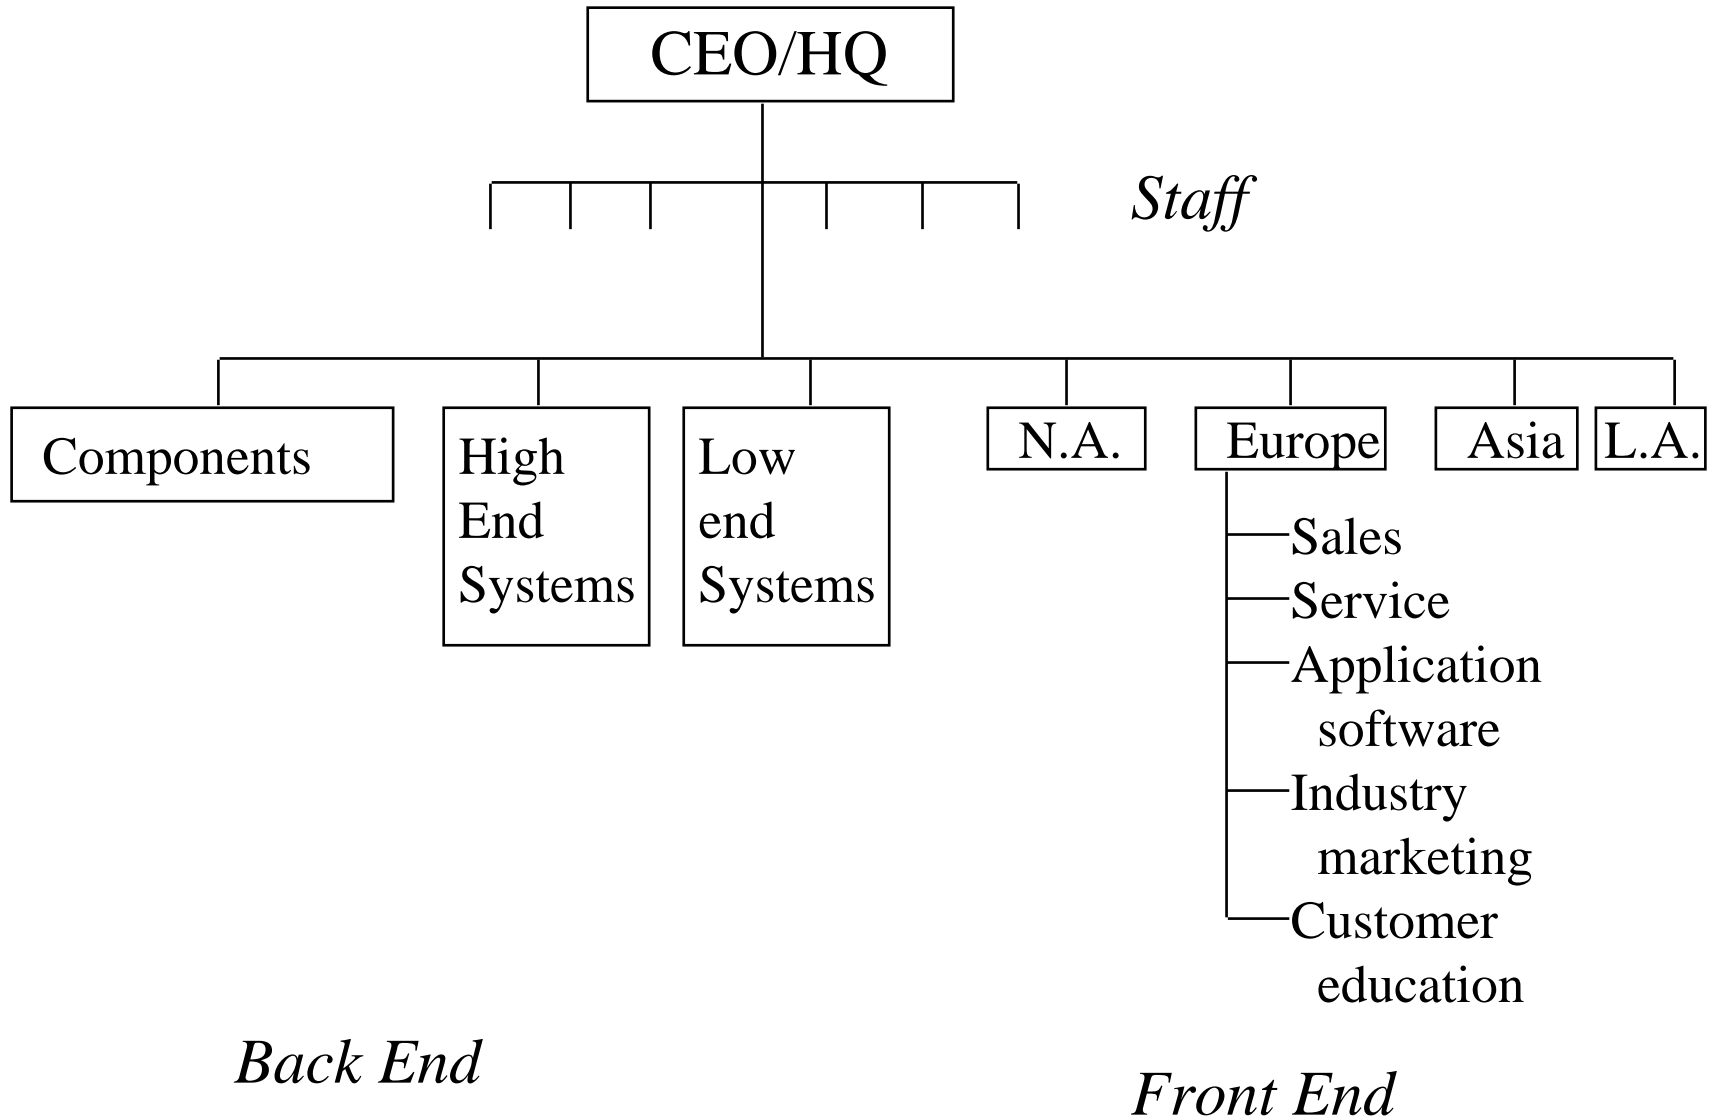 CEO/HQ
Staff
Components
High
End
Systems
Low
end
Systems
N.A.
Europe
Asia
L.A.
Sales
Service
Application
software
Industry
marketing
Customer
education
Back End
Front End